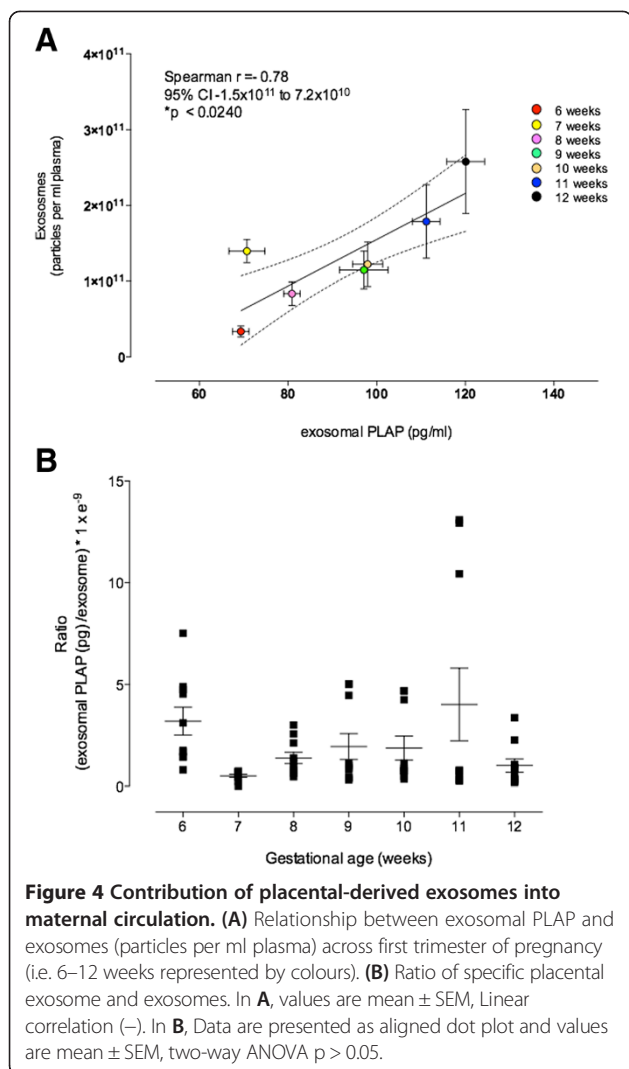 A
4×10¹¹
3×10¹¹
2×10¹¹
1×10¹¹
0
Exososmes
(particles per ml plasma)
Spearman r =- 0.78
95% CI -1.5x10¹¹ to 7.2x10¹⁰
*p < 0.0240
6 weeks
7 weeks
8 weeks
9 weeks
10 weeks
11 weeks
12 weeks
60 80 100 120 140
exosomal PLAP (pg/ml)
B
15
10
5
0
Ratio
(exosomal PLAP (pg)/exosome) * 1 x e⁻⁹
6 7 8 9 10 11 12
Gestational age (weeks)
Figure 4 Contribution of placental-derived exosomes into
maternal circulation. (A) Relationship between exosomal PLAP and
exosomes (particles per ml plasma) across first trimester of pregnancy
(i.e. 6–12 weeks represented by colours). (B) Ratio of specific placental
exosome and exosomes. In A, values are mean ± SEM, Linear
correlation (−). In B, Data are presented as aligned dot plot and values
are mean ± SEM, two-way ANOVA p > 0.05.